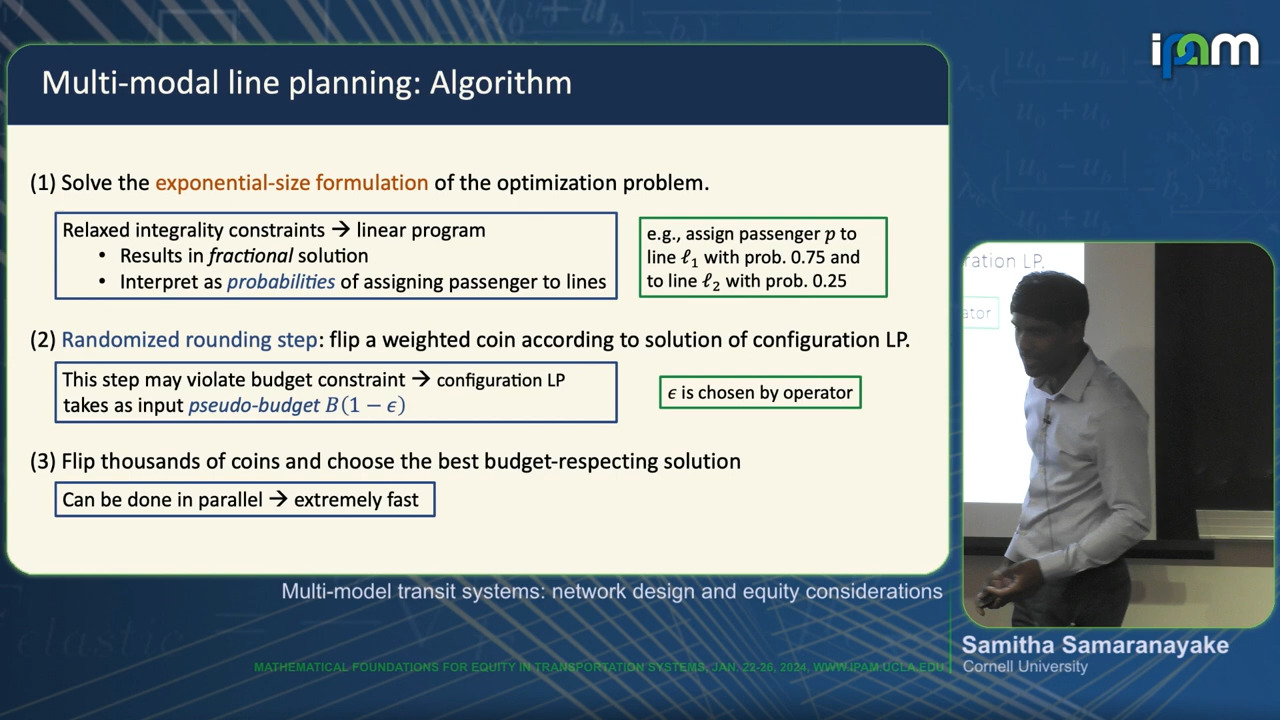 ipam
Multi-modal line planning: Algorithm
(1) Solve the exponential-size formulation of the optimization problem.
Relaxed integrality constraints → linear program
• Results in fractional solution
• Interpret as probabilities of assigning passenger to lines
e.g., assign passenger p to
line ℓ₁ with prob. 0.75 and
to line ℓ₂ with prob. 0.25
(2) Randomized rounding step: flip a weighted coin according to solution of configuration LP.
This step may violate budget constraint → configuration LP
takes as input pseudo-budget B(1 − ϵ)
ϵ is chosen by operator
(3) Flip thousands of coins and choose the best budget-respecting solution
Can be done in parallel → extremely fast
ration LP.
ator
Multi-model transit systems: network design and equity considerations
Samitha Samaranayake
Cornell University
MATHEMATICAL FOUNDATIONS FOR EQUITY IN TRANSPORTATION SYSTEMS, JAN. 22-26, 2024, WWW.IPAM.UCLA.EDU
elastic